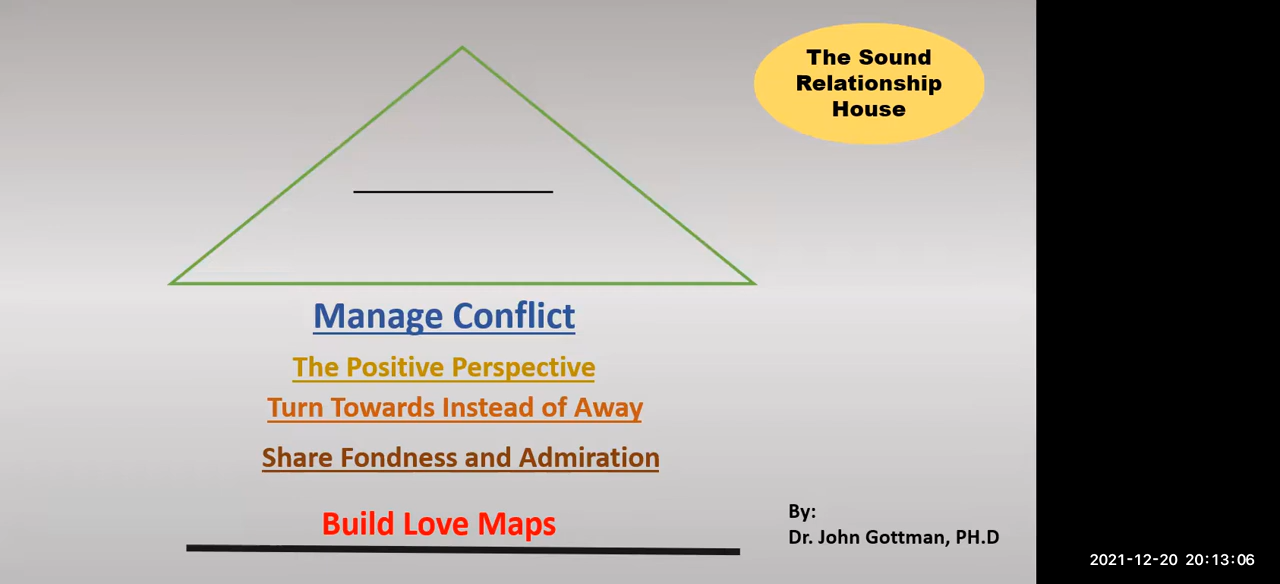 The Sound
Relationship
House
Manage Conflict
The Positive Perspective
Turn Towards Instead of Away
Share Fondness and Admiration
Build Love Maps
By:
Dr. John Gottman, PH.D
2021-12-20 20:13:06